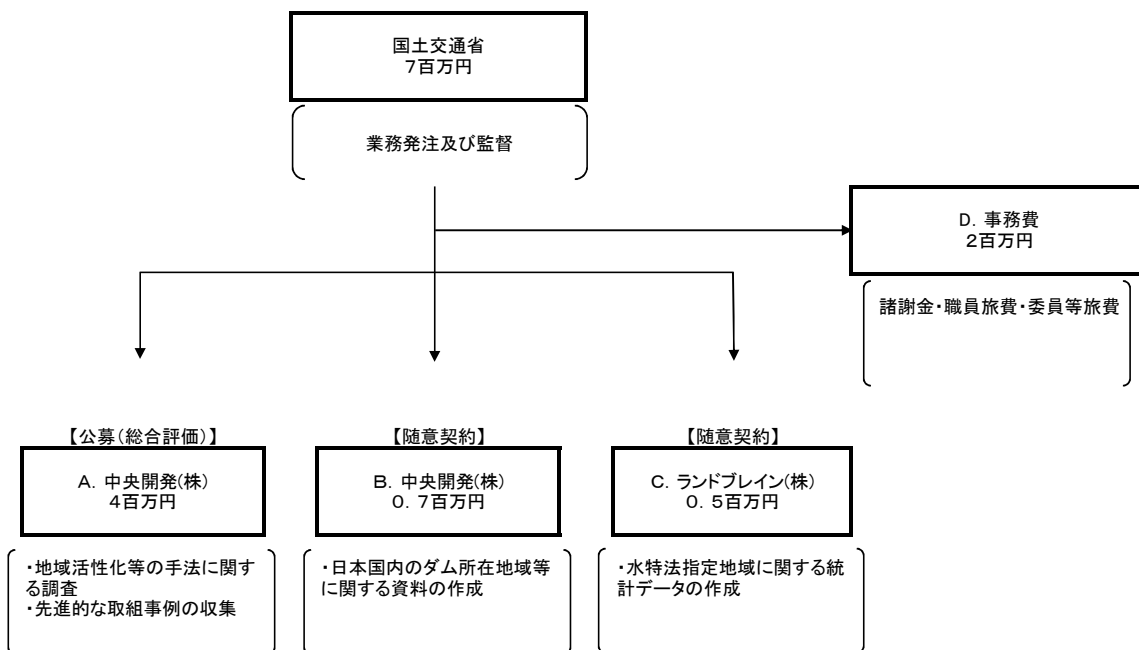 国土交通省
7百万円
業務発注及び監督
D．事務費
2百万円
諸謝金・職員旅費・委員等旅費
【公募（総合評価）】
A．中央開発(株)
4百万円
・地域活性化等の手法に関す
る調査
・先進的な取組事例の収集
【随意契約】
B．中央開発(株)
０．７百万円
・日本国内のダム所在地域等
に関する資料の作成
【随意契約】
C．ランドブレイン(株)
０．５百万円
・水特法指定地域に関する統
計データの作成